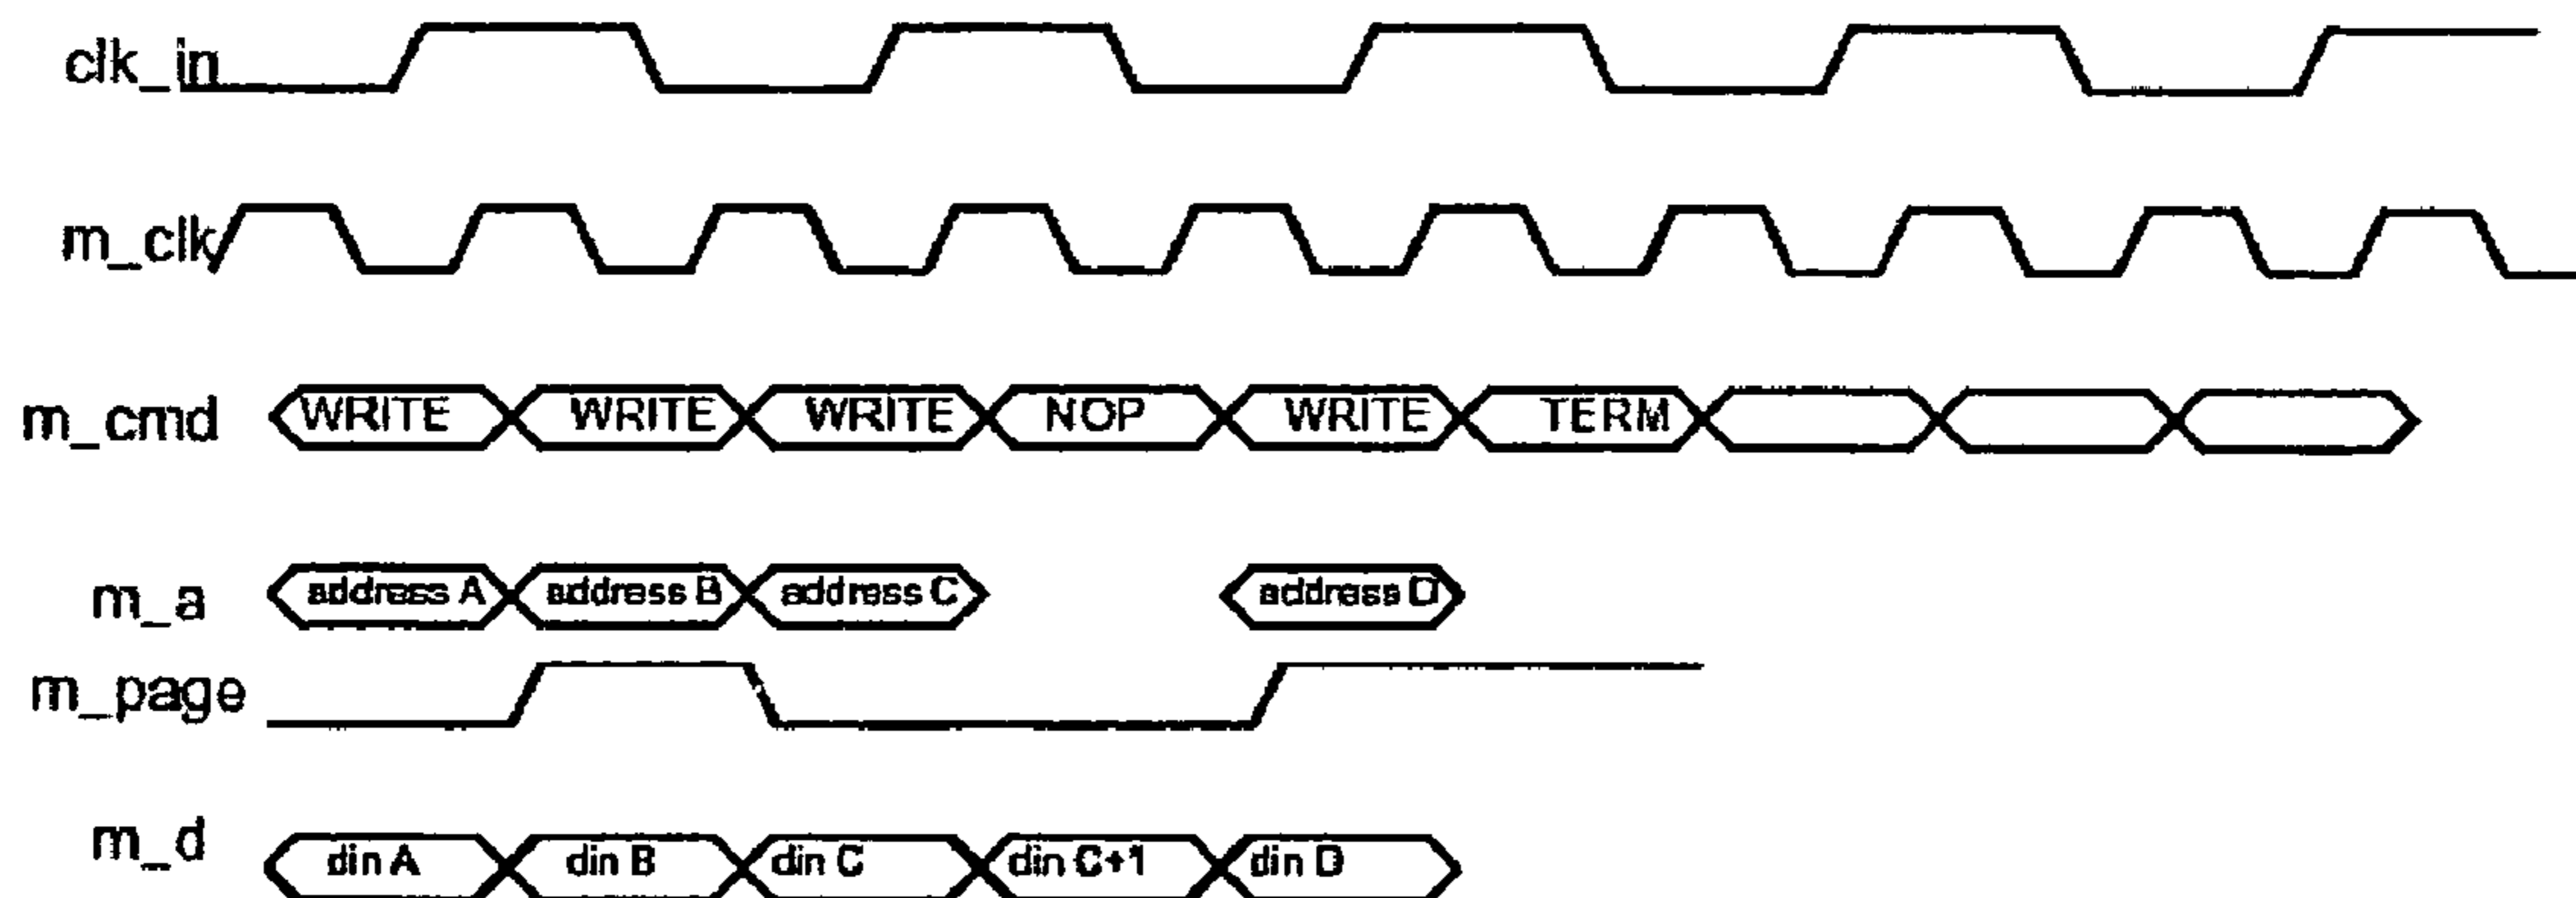 clk_in
m_clk
m_cmd WRITE WRITE WRITE NOP WRITE TERM
m_a address A address B address C address D
m_page
m_d din A din B din C din C+1 din D